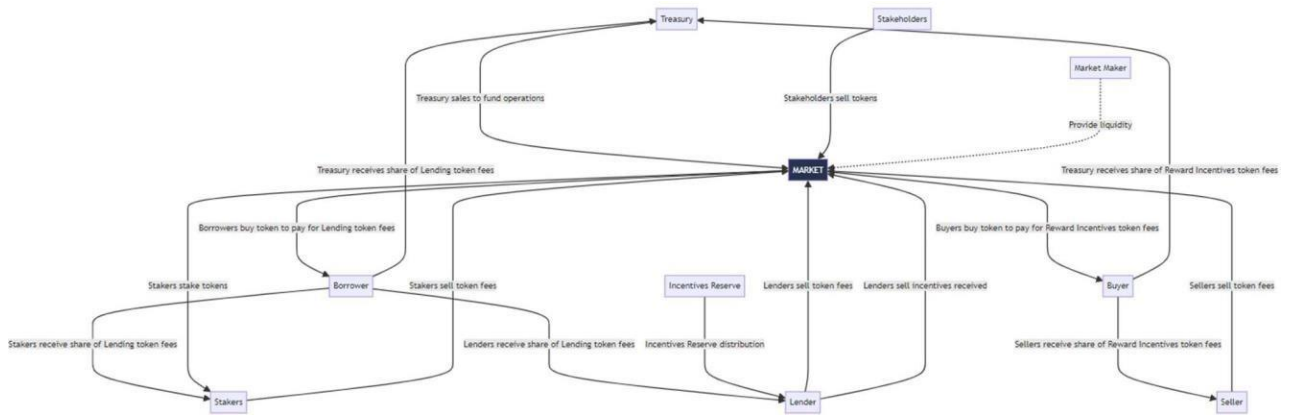 Treasury
Stakeholders
Market Maker
Treasury sales to fund operations
Stakeholders sell tokens
Provide liquidity
MARKET
Treasury receives share of Lending token fees
Treasury receives share of Reward Incentives token fees
Borrowers buy token to pay for Lending token fees
Buyers buy token to pay for Reward Incentives token fees
Stakers stake tokens
Borrower
Stakers sell token fees
Incentives Reserve
Lenders sell token fees
Lenders sell incentives received
Buyer
Sellers sell token fees
Stakers receive share of Lending token fees
Lenders receive share of Lending token fees
Incentives Reserve distribution
Sellers receive share of Reward Incentives token fees
Stakers
Lender
Seller